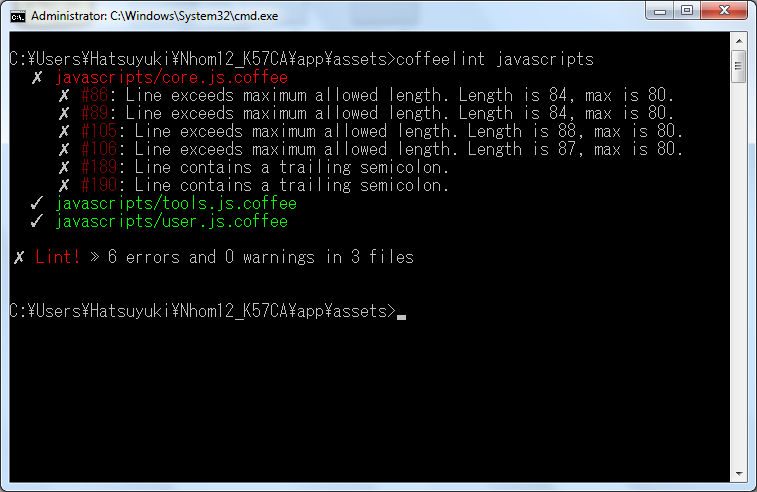 Administrator: C:\Windows\System32\cmd.exe
C:¥Users¥Hatsuyuki¥Nhom12_K57CA¥app¥assets>coffeelint javascripts
✗ javascripts/core.js.coffee
✗ #86: Line exceeds maximum allowed length. Length is 84, max is 80.
✗ #89: Line exceeds maximum allowed length. Length is 84, max is 80.
✗ #105: Line exceeds maximum allowed length. Length is 88, max is 80.
✗ #106: Line exceeds maximum allowed length. Length is 87, max is 80.
✗ #189: Line contains a trailing semicolon.
✗ #190: Line contains a trailing semicolon.
✓ javascripts/tools.js.coffee
✓ javascripts/user.js.coffee
✗ Lint! » 6 errors and 0 warnings in 3 files
C:¥Users¥Hatsuyuki¥Nhom12_K57CA¥app¥assets>